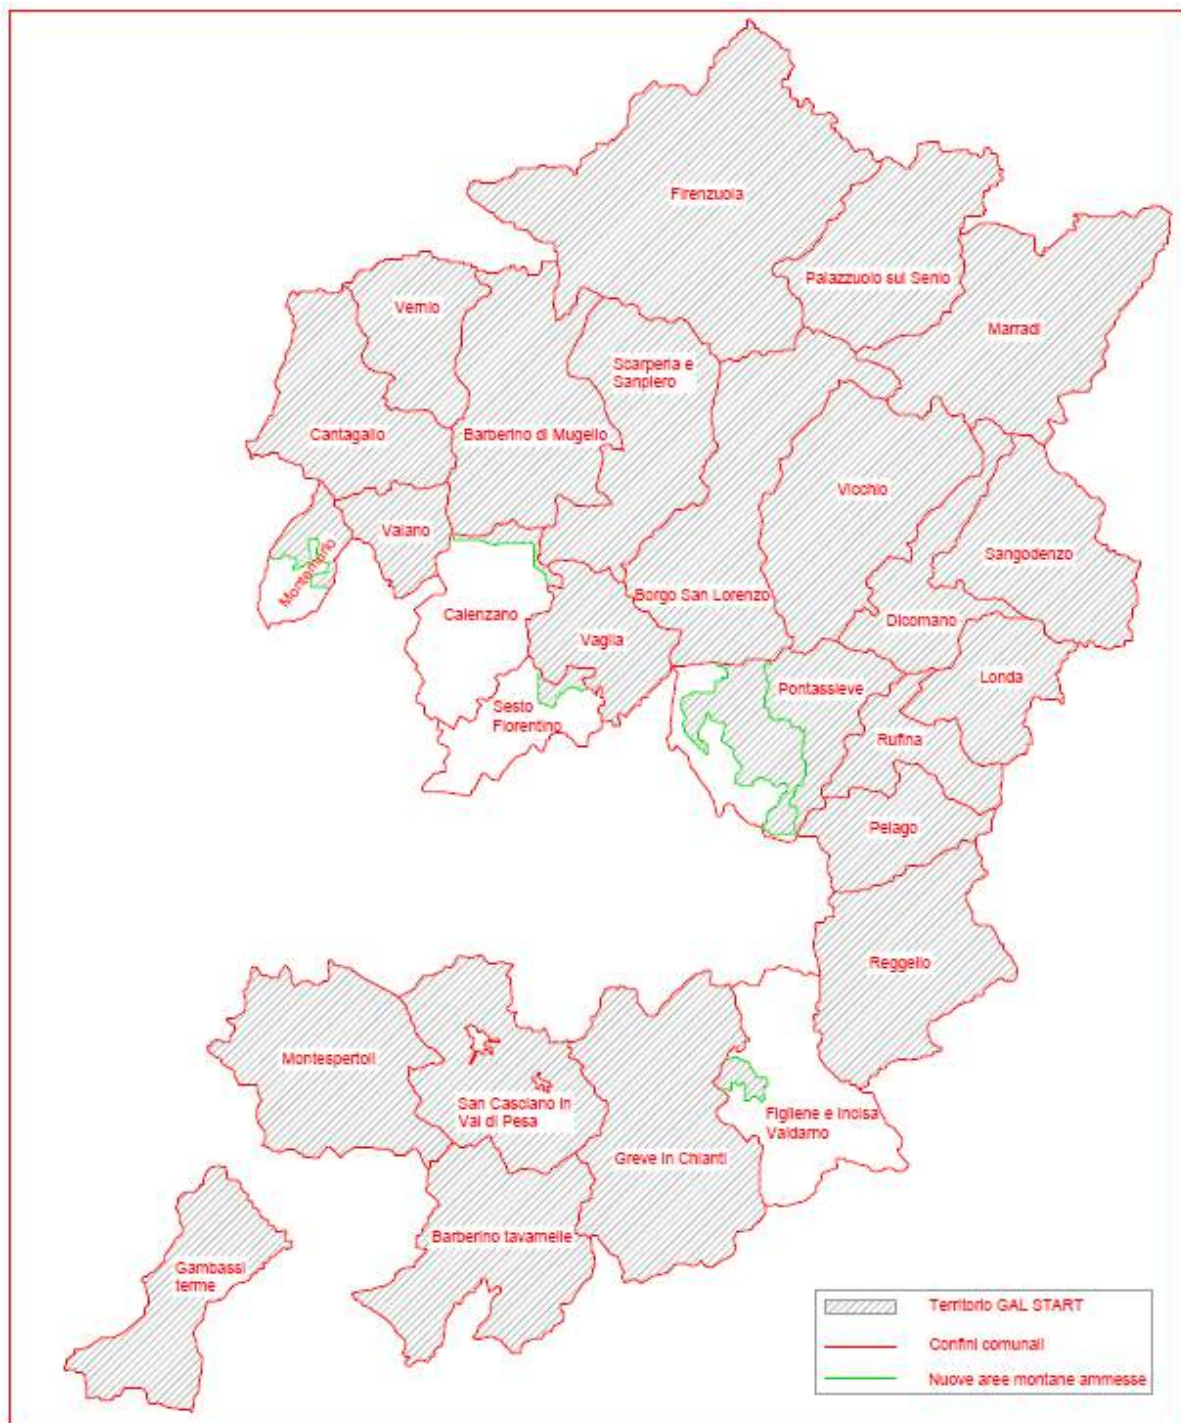 Firenzuola
Palazzuolo sul Senio
Vernio
Marradi
Scarperia e
Sanpiero
Cantagallo
Barberino di Mugello
Vicchio
Vaiano
Sangodenzo
Montemurlo
Borgo San Lorenzo
Calenzano
Dicomano
Vaglia
Londa
Pontassieve
Sesto
Fiorentino
Rufina
Pelago
Reggello
Montespertoli
San Casciano in
Val di Pesa
Figliene e Incisa
Valdarno
Greve in Chianti
Barberino tavarnelle
Gambassi
terme
Territorio GAL START
Confini comunali
Nuove aree montane ammesse